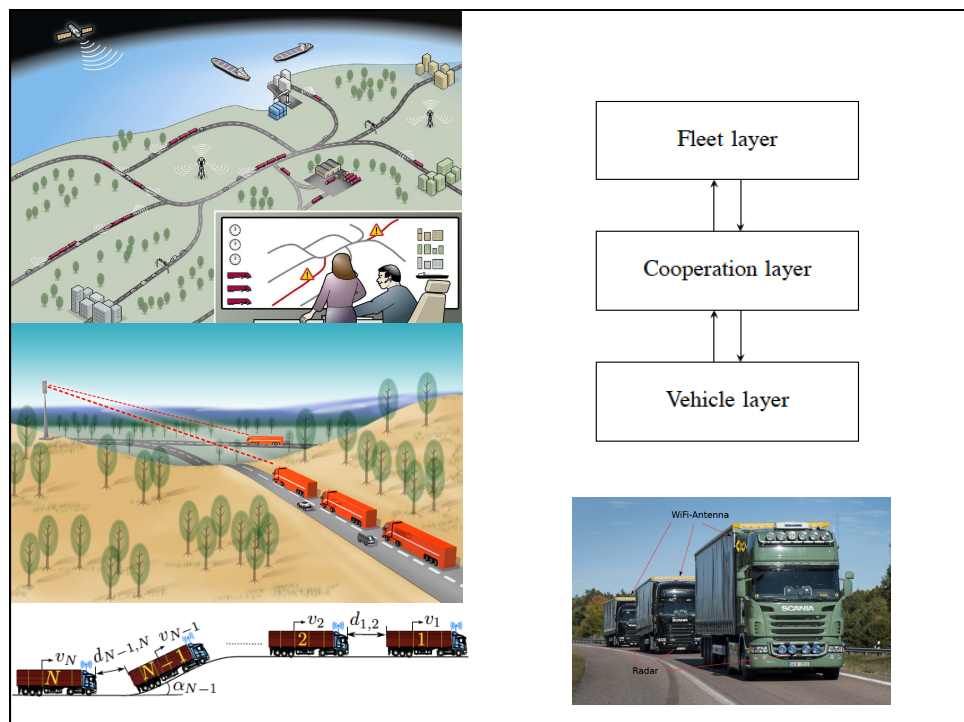 Fleet layer
Cooperation layer
Vehicle layer
WiFi-Antenna
SCANIA
Radar
v_N
d_{N-1,N}
v_{N-1}
v_2
d_{1,2}
v_1
N
N-1
2
1
α_{N-1}